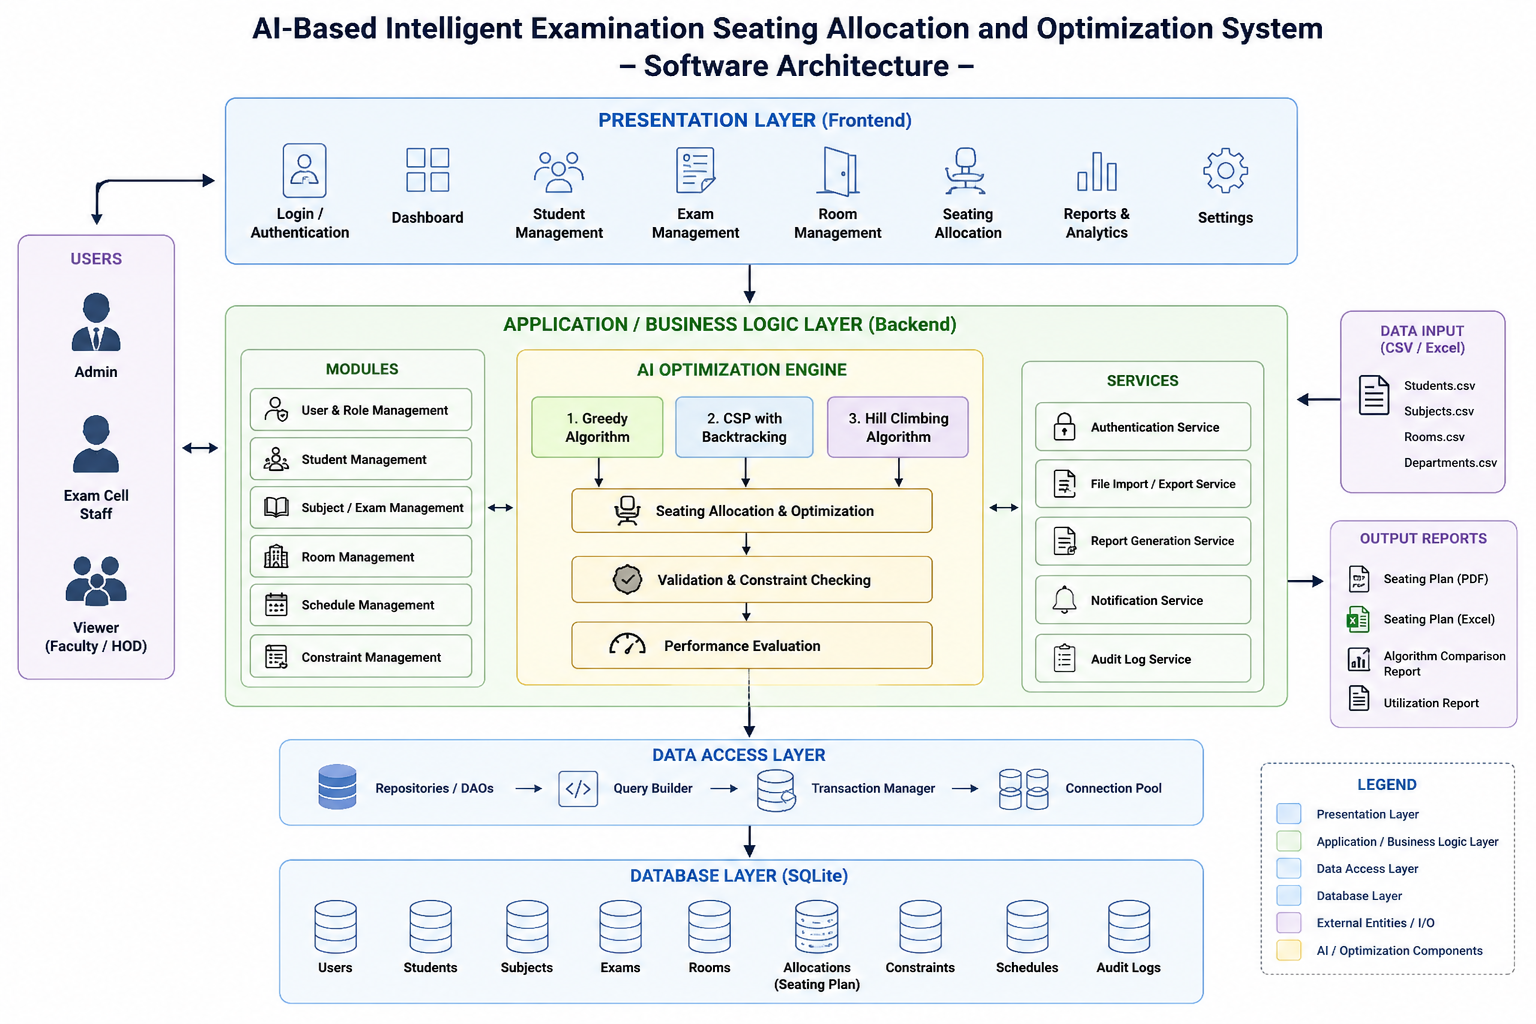 AI-Based Intelligent Examination Seating Allocation and Optimization System
– Software Architecture –
PRESENTATION LAYER (Frontend)
Login /
Authentication
Dashboard
Student
Management
Exam
Management
Room
Management
Seating
Allocation
Reports &
Analytics
Settings
USERS
Admin
Exam Cell
Staff
Viewer
(Faculty / HOD)
APPLICATION / BUSINESS LOGIC LAYER (Backend)
MODULES
User & Role Management
Student Management
Subject / Exam Management
Room Management
Schedule Management
Constraint Management
AI OPTIMIZATION ENGINE
1. Greedy
Algorithm
2. CSP with
Backtracking
3. Hill Climbing
Algorithm
Seating Allocation & Optimization
Validation & Constraint Checking
Performance Evaluation
SERVICES
Authentication Service
File Import / Export Service
Report Generation Service
Notification Service
Audit Log Service
DATA INPUT
(CSV / Excel)
Students.csv
Subjects.csv
Rooms.csv
Departments.csv
OUTPUT REPORTS
Seating Plan (PDF)
Seating Plan (Excel)
Algorithm Comparison
Report
Utilization Report
DATA ACCESS LAYER
Repositories / DAOs
Query Builder
Transaction Manager
Connection Pool
DATABASE LAYER (SQLite)
Users
Students
Subjects
Exams
Rooms
Allocations
(Seating Plan)
Constraints
Schedules
Audit Logs
LEGEND
Presentation Layer
Application / Business Logic Layer
Data Access Layer
Database Layer
External Entities / I/O
AI / Optimization Components